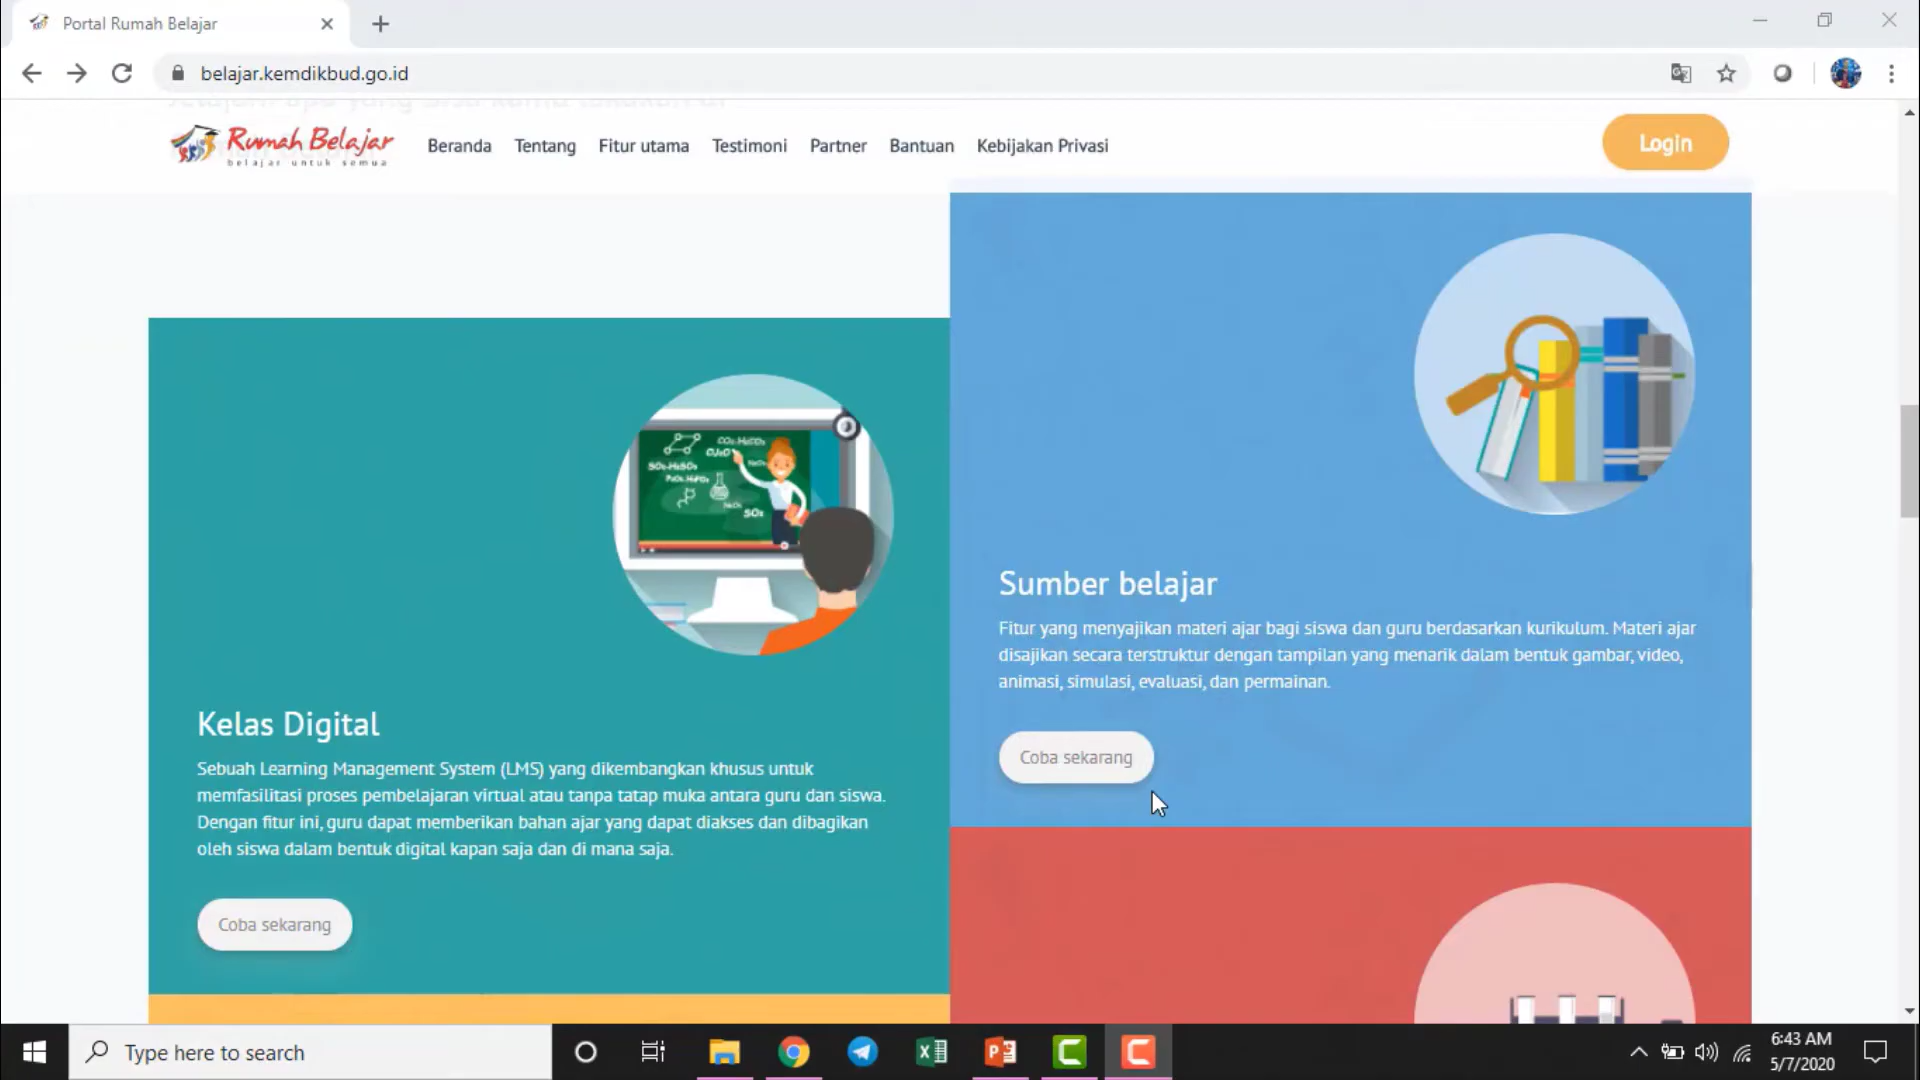 Portal Rumah Belajar
belajar.kemdikbud.go.id
Rumah Belajar
belajar untuk semua
Beranda
Tentang
Fitur utama
Testimoni
Partner
Bantuan
Kebijakan Privasi
Login
Sumber belajar
Fitur yang menyajikan materi ajar bagi siswa dan guru berdasarkan kurikulum. Materi ajar
disajikan secara terstruktur dengan tampilan yang menarik dalam bentuk gambar, video,
animasi, simulasi, evaluasi, dan permainan.
Coba sekarang
Kelas Digital
Sebuah Learning Management System (LMS) yang dikembangkan khusus untuk
memfasilitasi proses pembelajaran virtual atau tanpa tatap muka antara guru dan siswa.
Dengan fitur ini, guru dapat memberikan bahan ajar yang dapat diakses dan dibagikan
oleh siswa dalam bentuk digital kapan saja dan di mana saja.
Coba sekarang
Type here to search
6:43 AM
5/7/2020